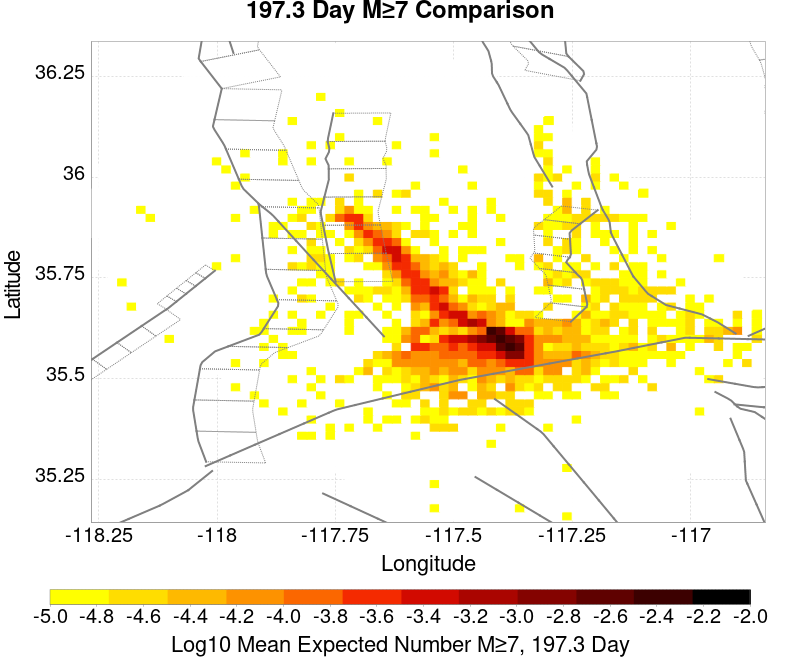 197.3 Day M≥7 Comparison
36.25
36
35.75
35.5
35.25
Latitude
-118.25 -118 -117.75 -117.5 -117.25 -117
Longitude
-5.0 -4.8 -4.6 -4.4 -4.2 -4.0 -3.8 -3.6 -3.4 -3.2 -3.0 -2.8 -2.6 -2.4 -2.2 -2.0
Log10 Mean Expected Number M≥7, 197.3 Day